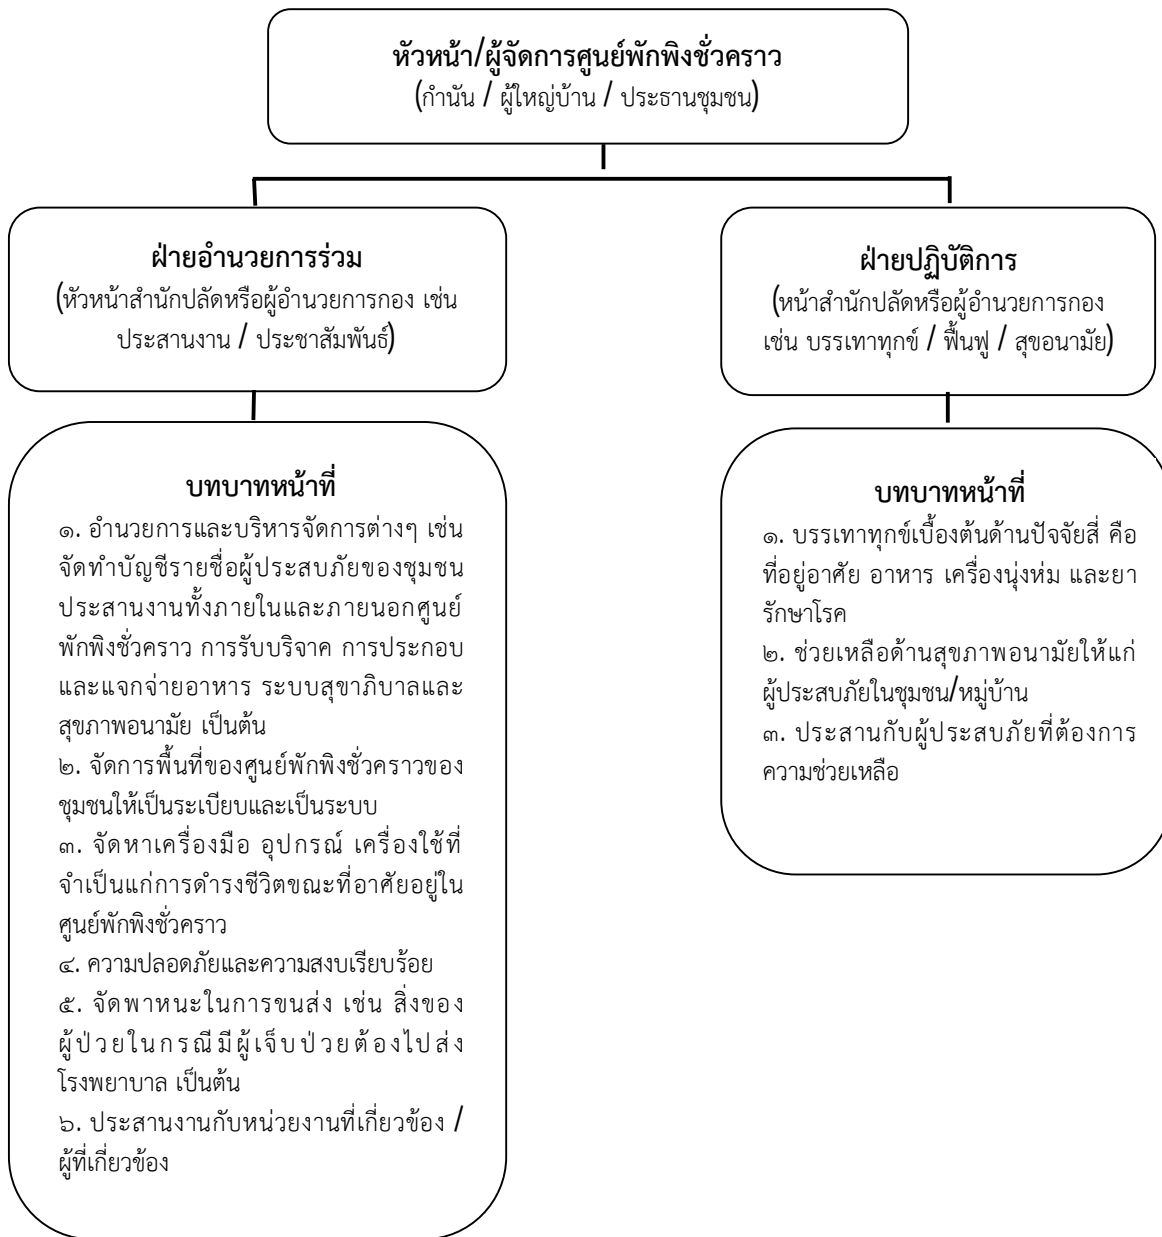 หัวหน้า/ผู้จัดการศูนย์พักพิงชั่วคราว
(กำนัน / ผู้ใหญ่บ้าน / ประธานชุมชน)
ฝ่ายอำนวยการร่วม
(หัวหน้าสำนักปลัดหรือผู้อำนวยการกอง เช่น
ประสานงาน / ประชาสัมพันธ์)
ฝ่ายปฏิบัติการ
(หน้าสำนักปลัดหรือผู้อำนวยการกอง
เช่น บรรเทาทุกข์ / ฟื้นฟู / สุขอนามัย)
บทบาทหน้าที่
๑. อำนวยการและบริหารจัดการต่างๆ เช่น
จัดทำบัญชีรายชื่อผู้ประสบภัยของชุมชน
ประสานงานทั้งภายในและภายนอกศูนย์
พักพิงชั่วคราว การรับบริจาค การประกอบ
และแจกจ่ายอาหาร ระบบสุขาภิบาลและ
สุขภาพอนามัย เป็นต้น
๒. จัดการพื้นที่ของศูนย์พักพิงชั่วคราวของ
ชุมชนให้เป็นระเบียบและเป็นระบบ
๓. จัดหาเครื่องมือ อุปกรณ์ เครื่องใช้ที่
จำเป็นแก่การดำรงชีวิตขณะที่อาศัยอยู่ใน
ศูนย์พักพิงชั่วคราว
๔. ความปลอดภัยและความสงบเรียบร้อย
๕. จัดพาหนะในการขนส่ง เช่น สิ่งของ
ผู้ป่วยในกรณีมีผู้เจ็บป่วยต้องไปส่ง
โรงพยาบาล เป็นต้น
๖. ประสานงานกับหน่วยงานที่เกี่ยวข้อง /
ผู้ที่เกี่ยวข้อง
บทบาทหน้าที่
๑. บรรเทาทุกข์เบื้องต้นด้านปัจจัยสี่ คือ
ที่อยู่อาศัย อาหาร เครื่องนุ่งห่ม และยา
รักษาโรค
๒. ช่วยเหลือด้านสุขภาพอนามัยให้แก่
ผู้ประสบภัยในชุมชน/หมู่บ้าน
๓. ประสานกับผู้ประสบภัยที่ต้องการ
ความช่วยเหลือ